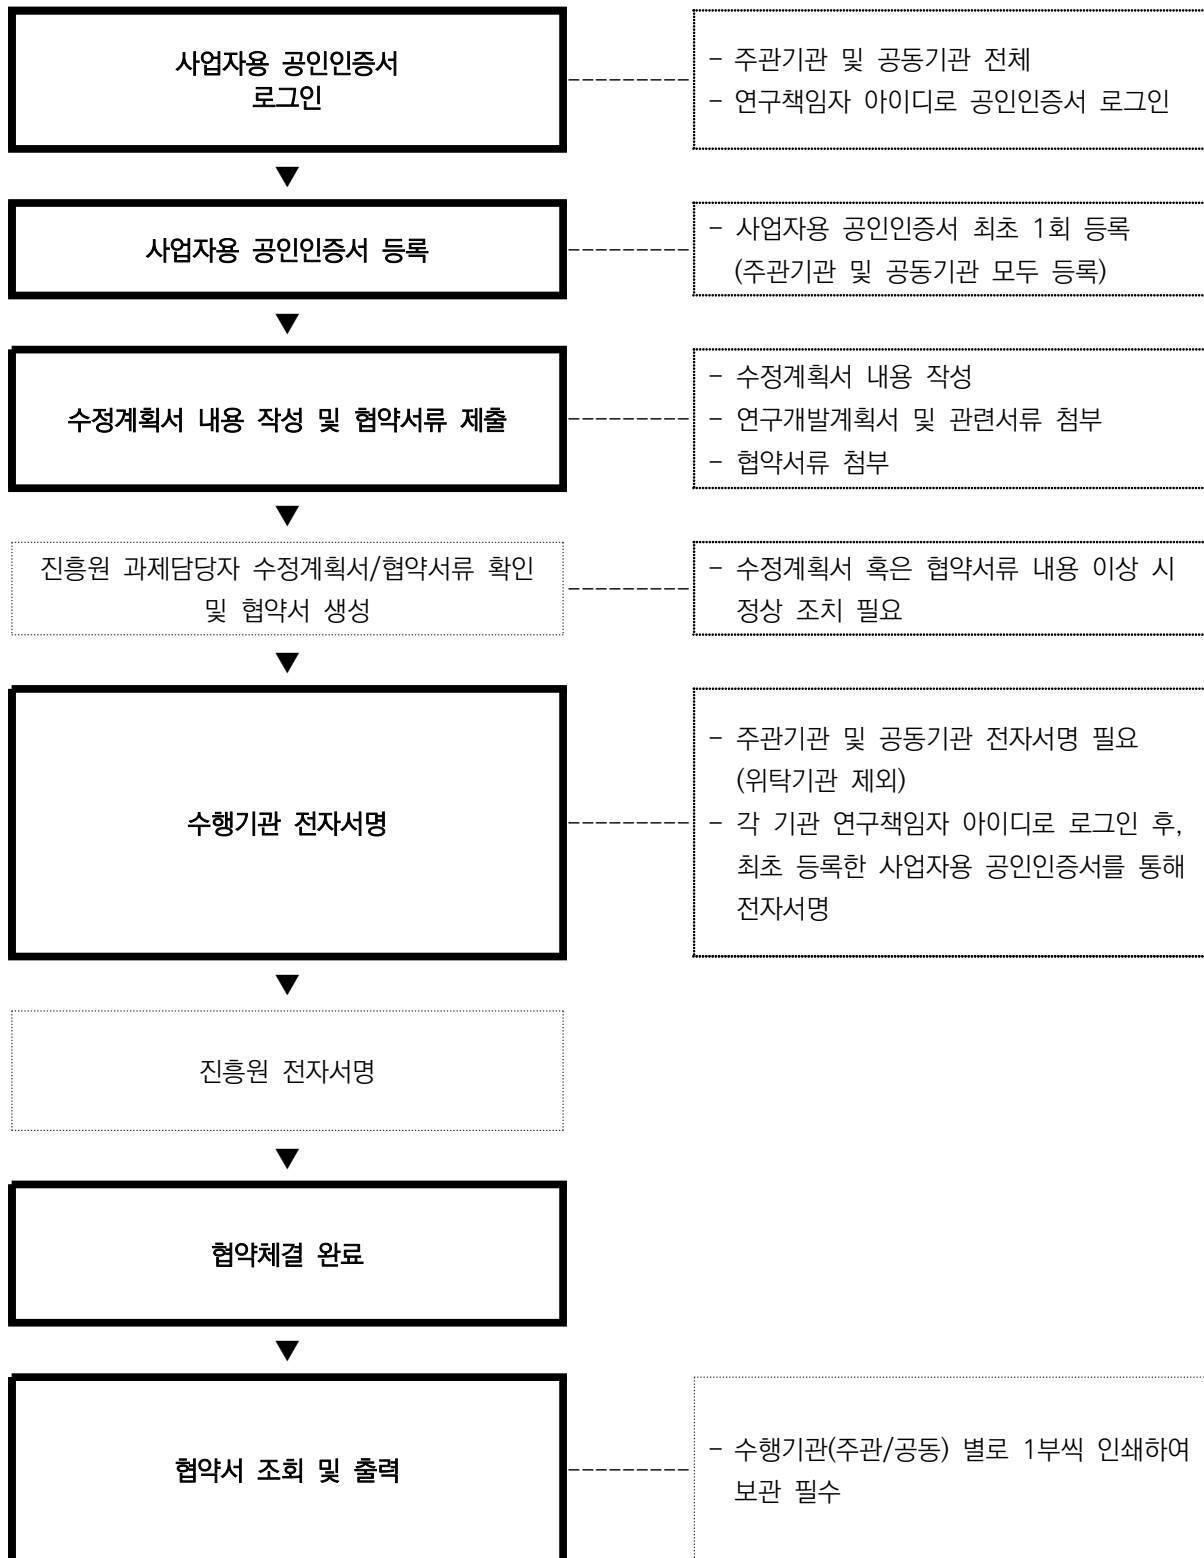 사업자용 공인인증서
로그인
- 주관기관 및 공동기관 전체
- 연구책임자 아이디로 공인인증서 로그인
▼
사업자용 공인인증서 등록
- 사업자용 공인인증서 최초 1회 등록
(주관기관 및 공동기관 모두 등록)
▼
수정계획서 내용 작성 및 협약서류 제출
- 수정계획서 내용 작성
- 연구개발계획서 및 관련서류 첨부
- 협약서류 첨부
▼
진흥원 과제담당자 수정계획서/협약서류 확인
및 협약서 생성
- 수정계획서 혹은 협약서류 내용 이상 시
정상 조치 필요
▼
수행기관 전자서명
- 주관기관 및 공동기관 전자서명 필요
(위탁기관 제외)
- 각 기관 연구책임자 아이디로 로그인 후,
최초 등록한 사업자용 공인인증서를 통해
전자서명
▼
진흥원 전자서명
▼
협약체결 완료
▼
협약서 조회 및 출력
- 수행기관(주관/공동) 별로 1부씩 인쇄하여
보관 필수